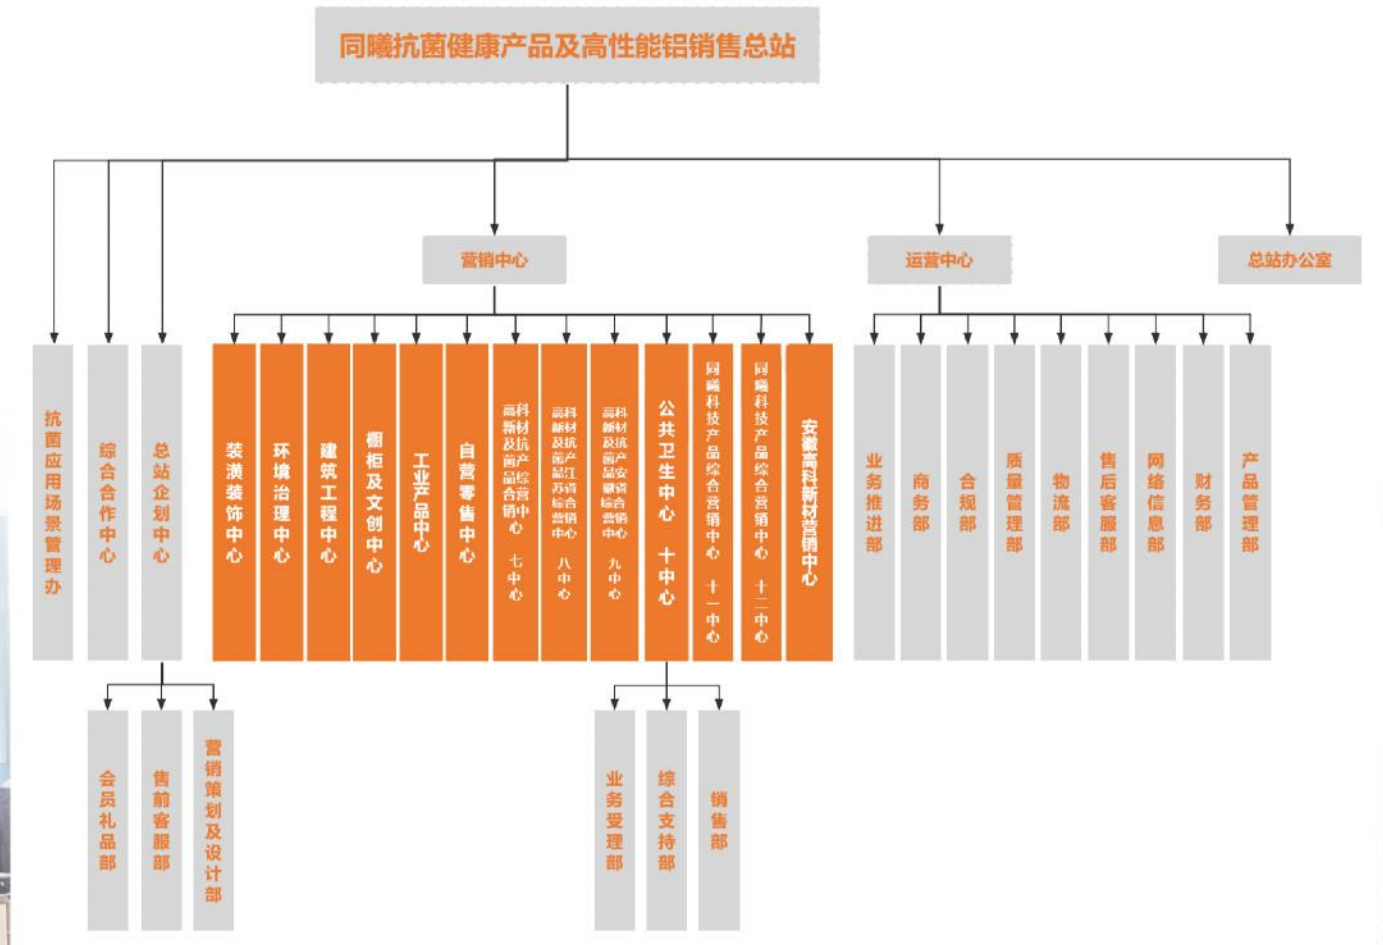 同曦抗菌健康产品及高性能铝销售总站
营销中心
运营中心
总站办公室
抗菌应用场景管理办
综合合作中心
总站企划中心
装潢装饰中心
环境治理中心
建筑工程中心
橱柜及文创中心
工业产品中心
自营零售中心
高科新材及抗菌产品综合营销中心 七中心
高科新材及抗菌产品江苏省综合营销中心 八中心
高科新材及抗菌产品安徽省综合营销中心 九中心
公共卫生中心 十中心
同曦科技产品综合营销中心 十一中心
同曦科技产品综合营销中心 十二中心
安徽高科新材营销中心
业务推进部
商务部
合规部
质量管理部
物流部
售后客服部
网络信息部
财务部
产品管理部
会员礼品部
售前客服部
营销策划及设计部
业务受理部
综合支持部
销售部